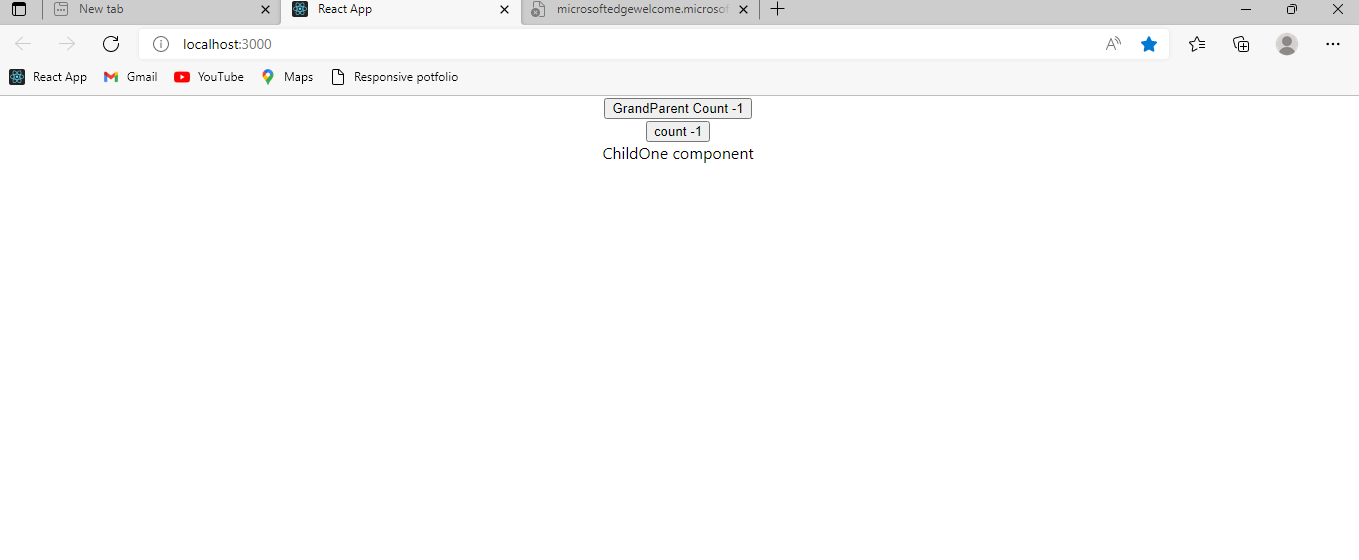 New tab
React App
microsoftedgewelcome.microsof
localhost:3000
React App
Gmail
YouTube
Maps
Responsive potfolio
GrandParent Count -1
count -1
ChildOne component